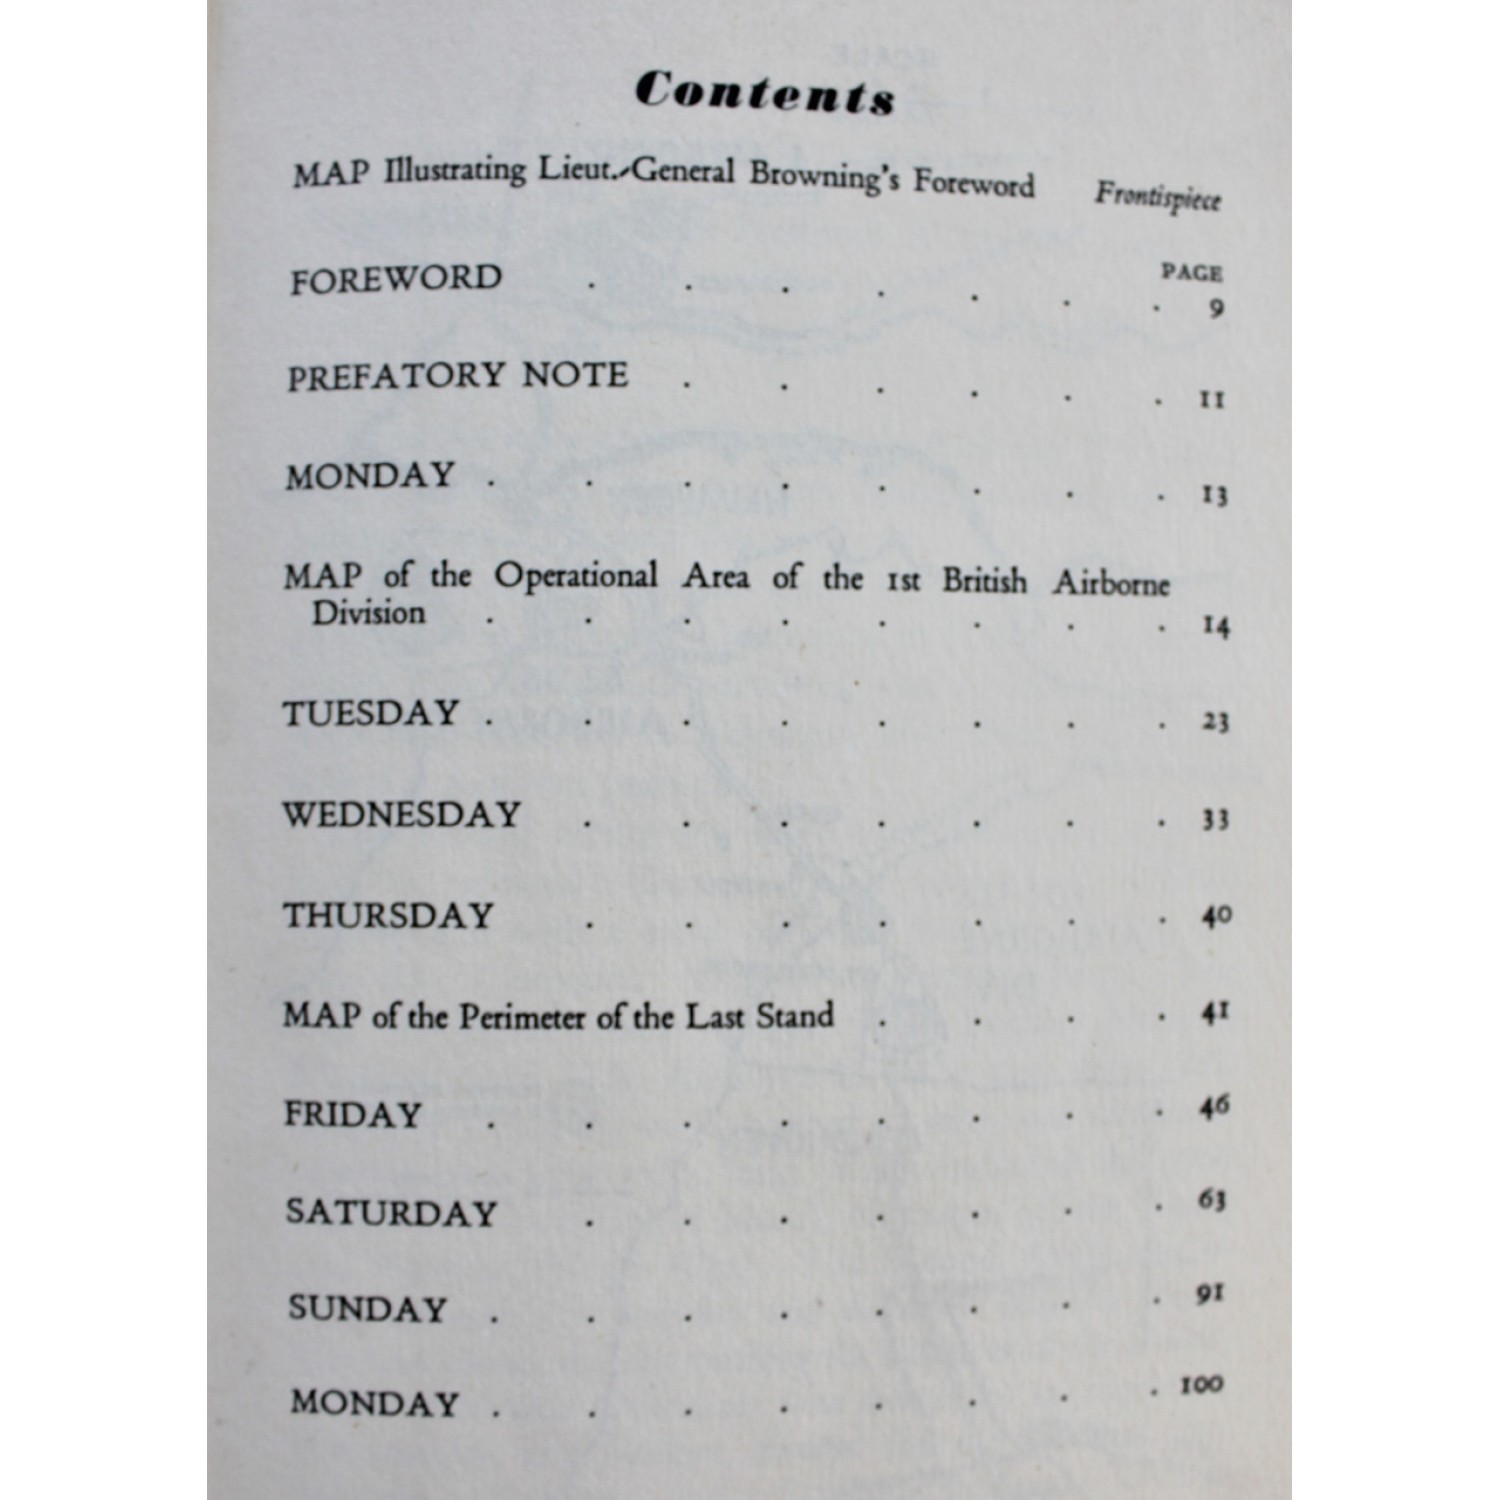 Contents
MAP Illustrating Lieut.-General Browning's Foreword Frontispiece
PAGE
FOREWORD . . . . . . . 9
PREFATORY NOTE . . . . . . 11
MONDAY . . . . . . . . 13
MAP of the Operational Area of the 1st British Airborne
Division . . . . . . . . 14
TUESDAY . . . . . . . . 23
WEDNESDAY . . . . . . . 33
THURSDAY . . . . . . . 40
MAP of the Perimeter of the Last Stand . . . . 41
FRIDAY . . . . . . . . 46
SATURDAY . . . . . . . 63
SUNDAY . . . . . . . . 91
MONDAY . . . . . . . . 100